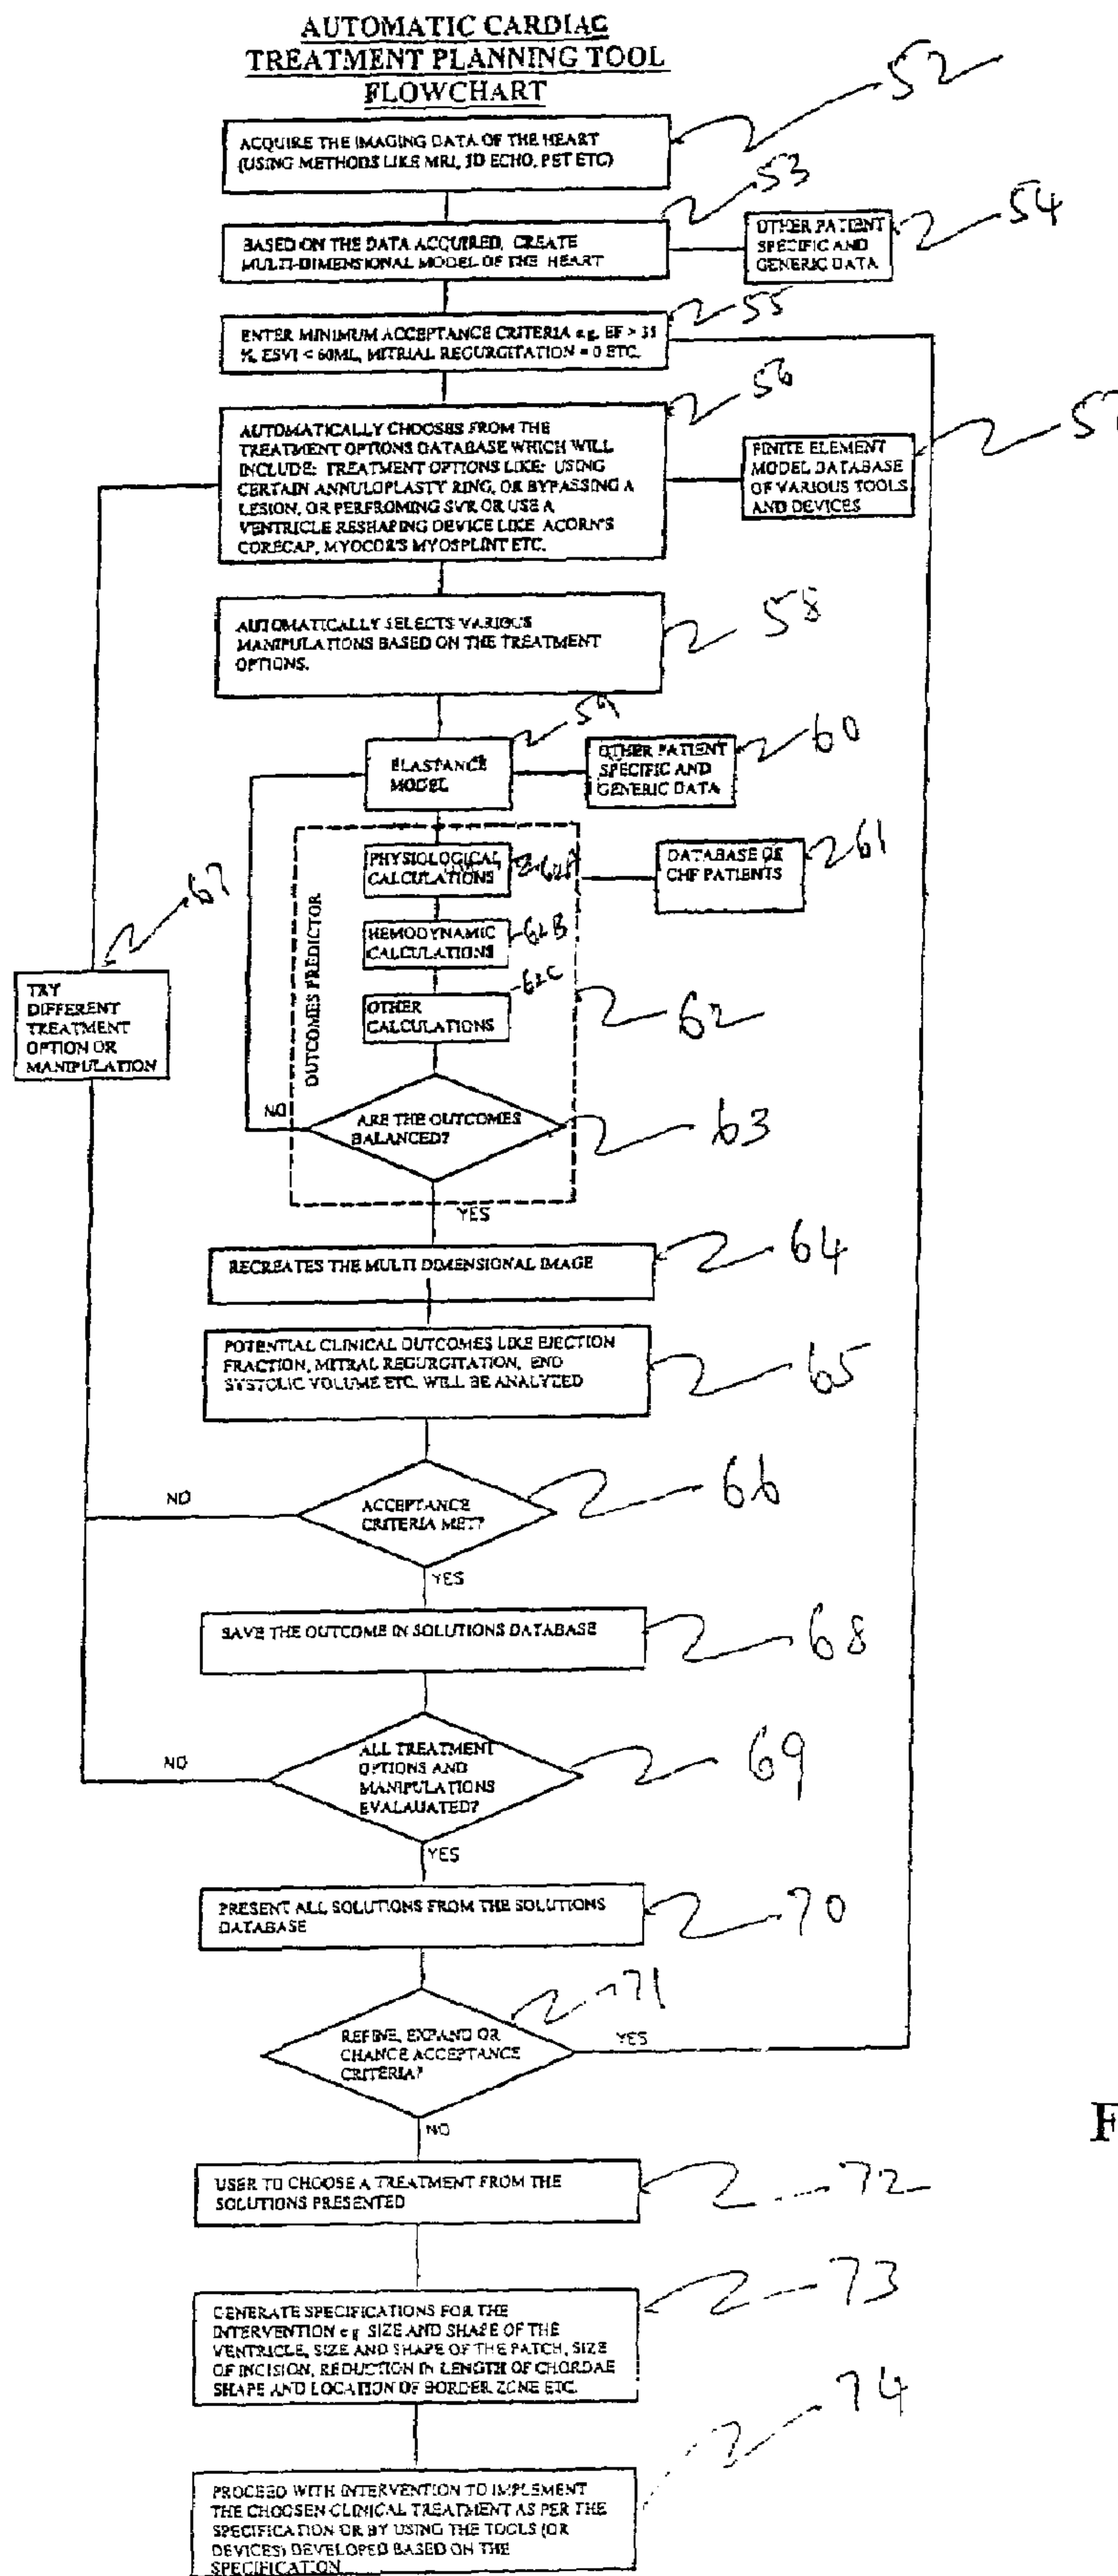 AUTOMATIC CARDIAC
TREATMENT PLANNING TOOL
FLOWCHART
52
ACQUIRE THE IMAGING DATA OF THE HEART
(USING METHODS LIKE MRI, 3D ECHO, PET ETC)
53
BASED ON THE DATA ACQUIRED, CREATE
MULTI-DIMENSIONAL MODEL OF THE HEART
OTHER PATIENT
SPECIFIC AND
GENERIC DATA
54
55
ENTER MINIMUM ACCEPTANCE CRITERIA e.g. EF > 35
%, ESVI < 60ML, MITRIAL REGURGITATION = 0 ETC.
56
AUTOMATICALLY CHOOSES FROM THE
TREATMENT OPTIONS DATABASE WHICH WILL
INCLUDE: TREATMENT OPTIONS LIKE: USING
CERTAIN ANNULOPLASTY RING, OR BYPASSING A
LESION, OR PERFROMING SVR OR USE A
VENTRICLE RESHAPING DEVICE LIKE ACORN'S
CORECAP, MYOCOR'S MYOSPLINT ETC.
57
FINITE ELEMENT
MODEL DATABASE
OF VARIOUS TOOLS
AND DEVICES
AUTOMATICALLY SELECTS VARIOUS
MANIPULATIONS BASED ON THE TREATMENT
OPTIONS.
58
59
ELASTANCE
MODEL
OTHER PATIENT
SPECIFIC AND
GENERIC DATA
60
OUTCOMES PREDICTOR
PHYSIOLOGICAL
CALCULATIONS
62A
DATABASE OF
CHF PATIENTS
61
HEMODYNAMIC
CALCULATIONS
62B
OTHER
CALCULATIONS
62C
62
67
TRY
DIFFERENT
TREATMENT
OPTION OR
MANIPULATION
NO
ARE THE OUTCOMES
BALANCED?
63
YES
RECREATES THE MULTI DIMENSIONAL IMAGE
64
POTENTIAL CLINICAL OUTCOMES LIKE EJECTION
FRACTION, MITRAL REGURGITATION, END
SYSTOLIC VOLUME ETC. WILL BE ANALYZED
65
NO
ACCEPTANCE
CRITERIA MET?
66
YES
SAVE THE OUTCOME IN SOLUTIONS DATABASE
68
NO
ALL TREATMENT
OPTIONS AND
MANIPULATIONS
EVALAUATED?
69
YES
PRESENT ALL SOLUTIONS FROM THE SOLUTIONS
DATABASE
70
71
REFINE, EXPAND OR
CHANCE ACCEPTANCE
CRITERIA?
YES
NO
F
USER TO CHOOSE A TREATMENT FROM THE
SOLUTIONS PRESENTED
72
73
GENERATE SPECIFICATIONS FOR THE
INTERVENTION e g SIZE AND SHAPE OF THE
VENTRICLE, SIZE AND SHAPE OF THE PATCH, SIZE
OF INCISION, REDUCTION IN LENGTH OF CHORDAE
SHAPE AND LOCATION OF BORDER ZONE ETC.
74
PROCEED WITH INTERVENTION TO IMPLEMENT
THE CHOOSEN CLINICAL TREATMENT AS PER THE
SPECIFICATION OR BY USING THE TOOLS (OR
DEVICES) DEVELOPED BASED ON THE
SPECIFICATION